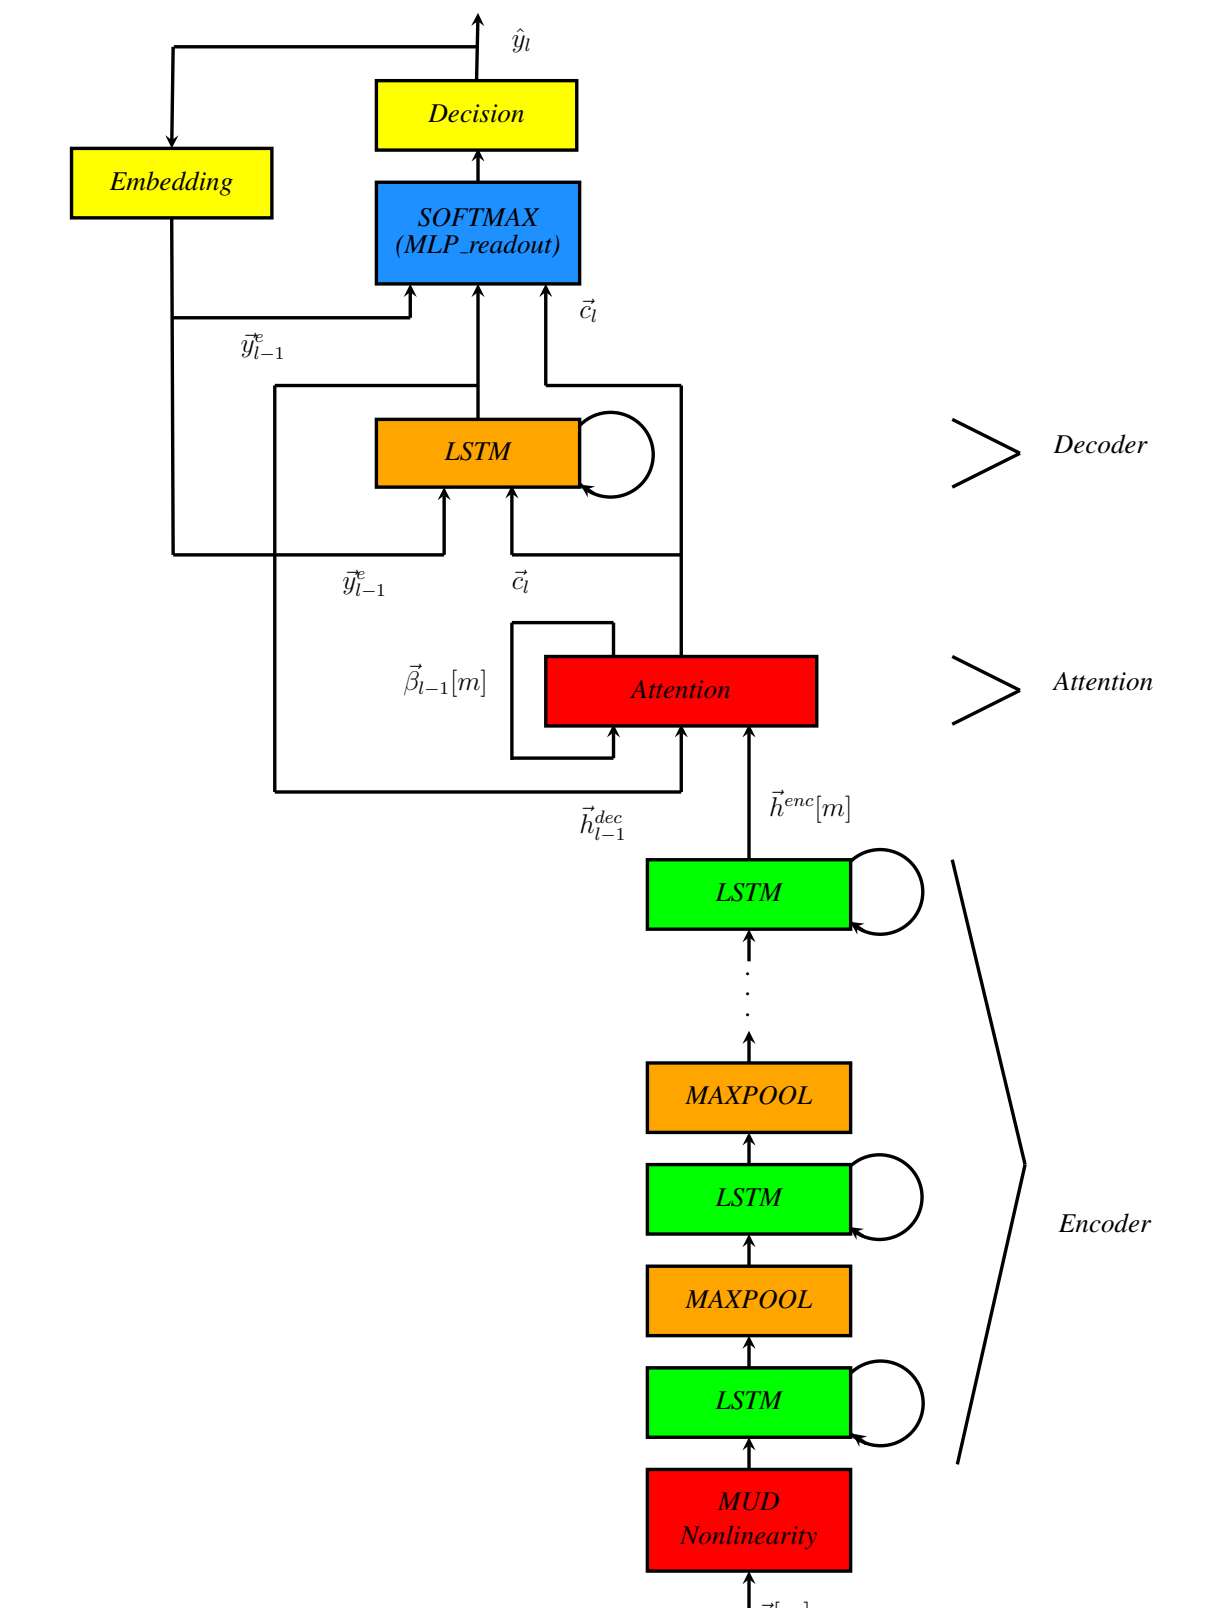 ŷ_l
Decision
Embedding
SOFTMAX
(MLP_readout)
c⃗_l
y⃗^e_{l−1}
LSTM
Decoder
y⃗^e_{l−1}
c⃗_l
β⃗_{l−1}[m]
Attention
Attention
h⃗^{enc}[m]
h⃗^{dec}_{l−1}
LSTM
.
.
.
MAXPOOL
LSTM
Encoder
MAXPOOL
LSTM
MUD
Nonlinearity